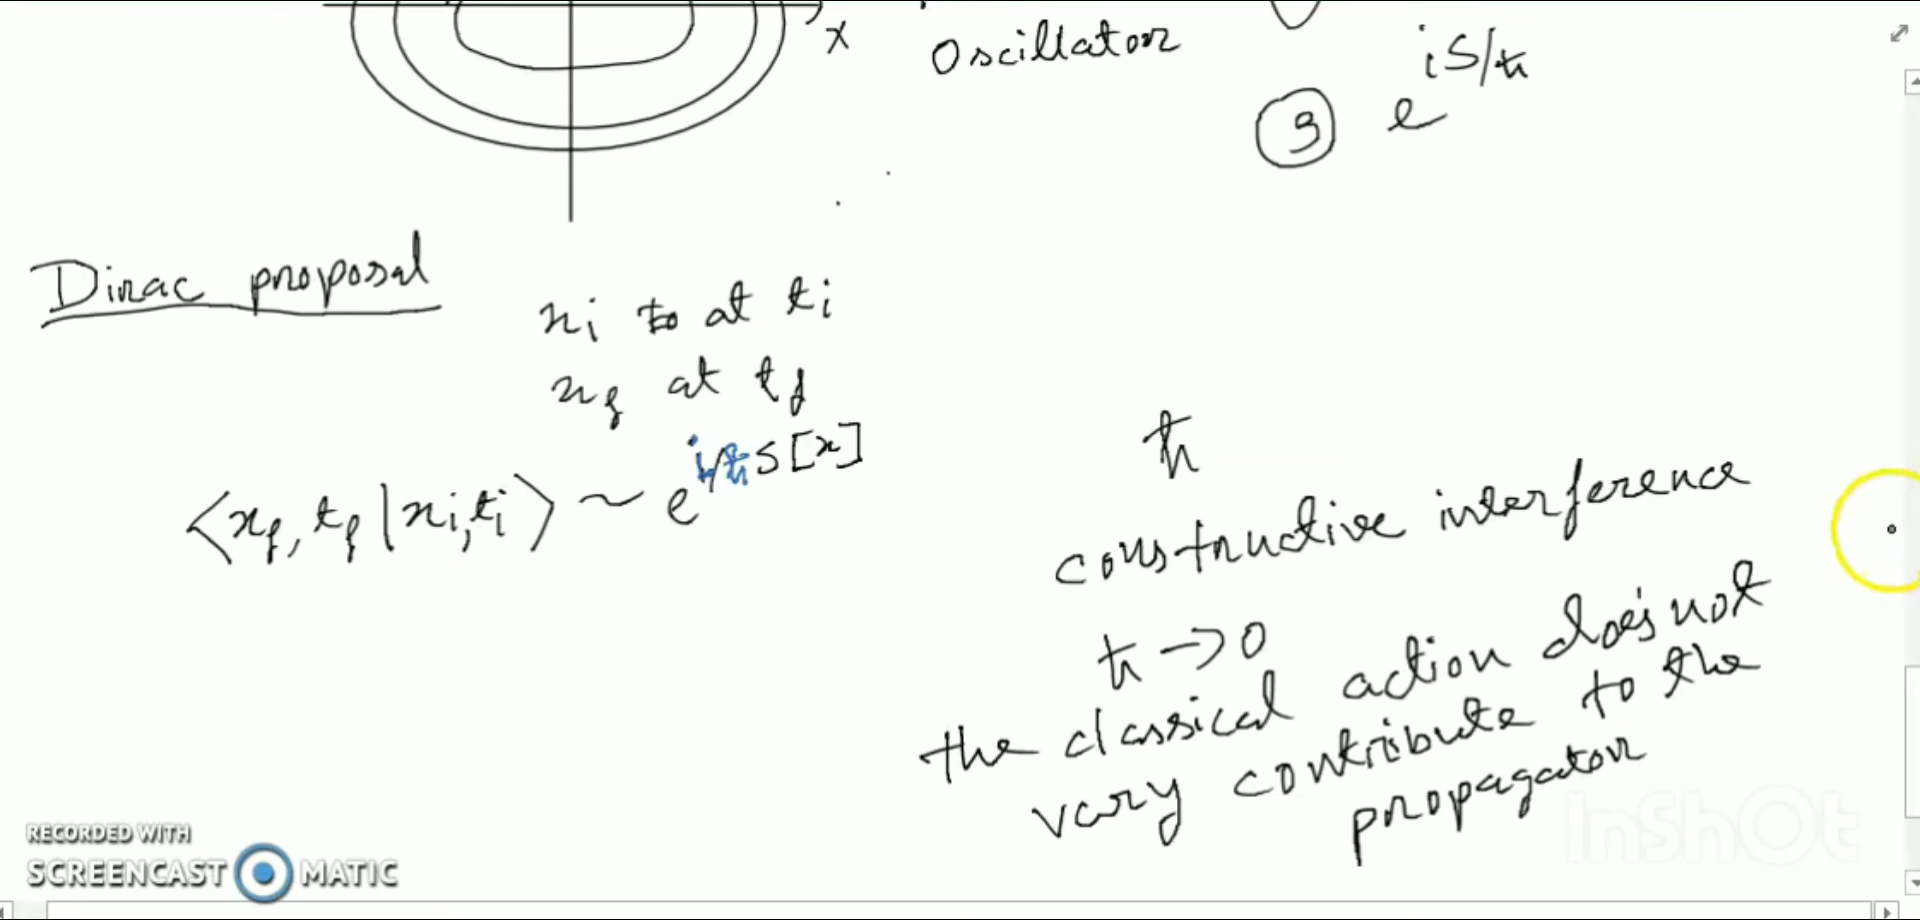 x
Oscillator
③ e^{iS/ħ}
Dirac proposal
xi to at ti
xf at tf
⟨xf, tf | xi, ti⟩ ~ e^{i/ħ S[x]}
ħ
constructive interference
ħ → 0
the classical action does not
vary contribute to the
propagator
RECORDED WITH
SCREENCAST MATIC
InShOt